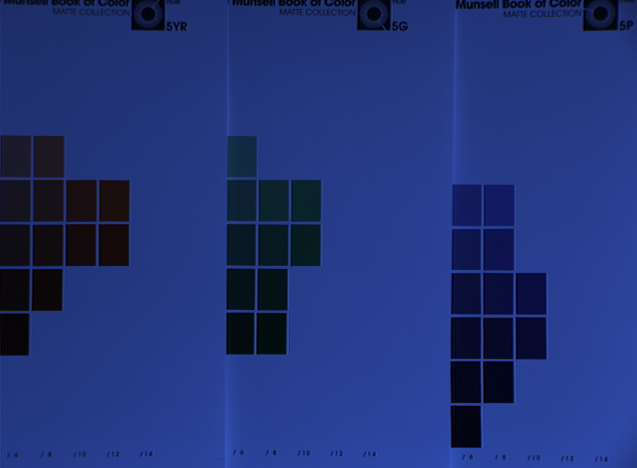 Munsell Book of Color
MATTE COLLECTION
5YR
Munsell Book of Color
MATTE COLLECTION
5G
Munsell Book of Color
MATTE COLLECTION
5P
/ 6 / 8 / 10 / 12 / 14
/ 6 / 8 / 10 / 12 / 14
/ 6 / 8 / 10 / 12 / 14